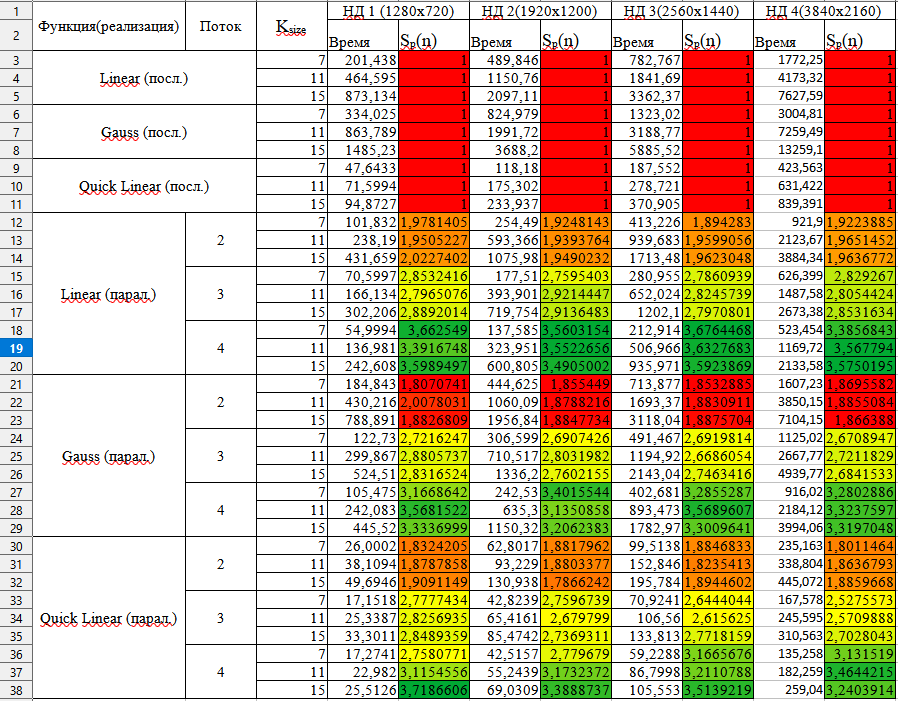 1 Функция(реализация) Поток Ksize НД 1 (1280x720) НД 2(1920x1200) НД 3(2560x1440) НД 4(3840x2160)
2 Время Sp(n) Время Sp(n) Время Sp(n) Время Sp(n)
3 Linear (посл.) 7 201,438 1 489,846 1 782,767 1 1772,25 1
4 11 464,595 1 1150,76 1 1841,69 1 4173,32 1
5 15 873,134 1 2097,11 1 3362,37 1 7627,59 1
6 Gauss (посл.) 7 334,025 1 824,979 1 1323,02 1 3004,81 1
7 11 863,789 1 1991,72 1 3188,77 1 7259,49 1
8 15 1485,23 1 3688,2 1 5885,52 1 13259,1 1
9 Quick Linear (посл.) 7 47,6433 1 118,18 1 187,552 1 423,563 1
10 11 71,5994 1 175,302 1 278,721 1 631,422 1
11 15 94,8727 1 233,937 1 370,905 1 839,391 1
12 Linear (парал.) 2 7 101,832 1,9781405 254,49 1,9248143 413,226 1,894283 921,9 1,9223885
13 11 238,19 1,9505227 593,366 1,9393764 939,683 1,9599056 2123,67 1,9651452
14 15 431,659 2,0227402 1075,98 1,9490232 1713,48 1,9623048 3884,34 1,9636772
15 3 7 70,5997 2,8532416 177,51 2,7595403 280,955 2,7860939 626,399 2,829267
16 11 166,134 2,7965076 393,901 2,9214447 652,024 2,8245739 1487,58 2,8054424
17 15 302,206 2,8892014 719,754 2,9136483 1202,1 2,7970801 2673,38 2,8531634
18 4 7 54,9994 3,662549 137,585 3,5603154 212,914 3,6764468 523,454 3,3856843
19 11 136,981 3,3916748 323,951 3,5522656 506,966 3,6327683 1169,72 3,567794
20 15 242,608 3,5989497 600,805 3,4905002 935,971 3,5923869 2133,58 3,5750195
21 Gauss (парал.) 2 7 184,843 1,8070741 444,625 1,855449 713,877 1,8532885 1607,23 1,8695582
22 11 430,216 2,0078031 1060,09 1,8788216 1693,37 1,8830911 3850,15 1,8855084
23 15 788,891 1,8826809 1956,84 1,8847734 3118,04 1,8875704 7104,15 1,866388
24 3 7 122,73 2,7216247 306,599 2,6907426 491,467 2,6919814 1125,02 2,6708947
25 11 299,867 2,8805737 710,517 2,8031982 1194,92 2,6686054 2667,77 2,7211829
26 15 524,51 2,8316524 1336,2 2,7602155 2143,04 2,7463416 4939,77 2,6841533
27 4 7 105,475 3,1668642 242,53 3,4015544 402,681 3,2855287 916,02 3,2802886
28 11 242,083 3,5681522 635,3 3,1350858 893,473 3,5689607 2184,12 3,3237597
29 15 445,52 3,3336999 1150,32 3,2062383 1782,97 3,3009641 3994,06 3,3197048
30 Quick Linear (парал.) 2 7 26,0002 1,8324205 62,8017 1,8817962 99,5138 1,8846833 235,163 1,8011464
31 11 38,1094 1,8787858 93,229 1,8803377 152,846 1,8235413 338,804 1,8636793
32 15 49,6946 1,9091149 130,938 1,7866242 195,784 1,8944602 445,072 1,8859668
33 3 7 17,1518 2,7777434 42,8239 2,7596739 70,9241 2,6444044 167,578 2,5275573
34 11 25,3387 2,8256935 65,4161 2,679799 106,56 2,615625 245,595 2,5709888
35 15 33,3011 2,8489359 85,4742 2,7369311 133,813 2,7718159 310,563 2,7028043
36 4 7 17,2741 2,7580771 42,5157 2,779679 59,2288 3,1665676 135,258 3,131519
37 11 22,982 3,1154556 55,2439 3,1732372 86,7998 3,2110788 182,259 3,4644215
38 15 25,5126 3,7186606 69,0309 3,3888737 105,553 3,5139219 259,04 3,2403914